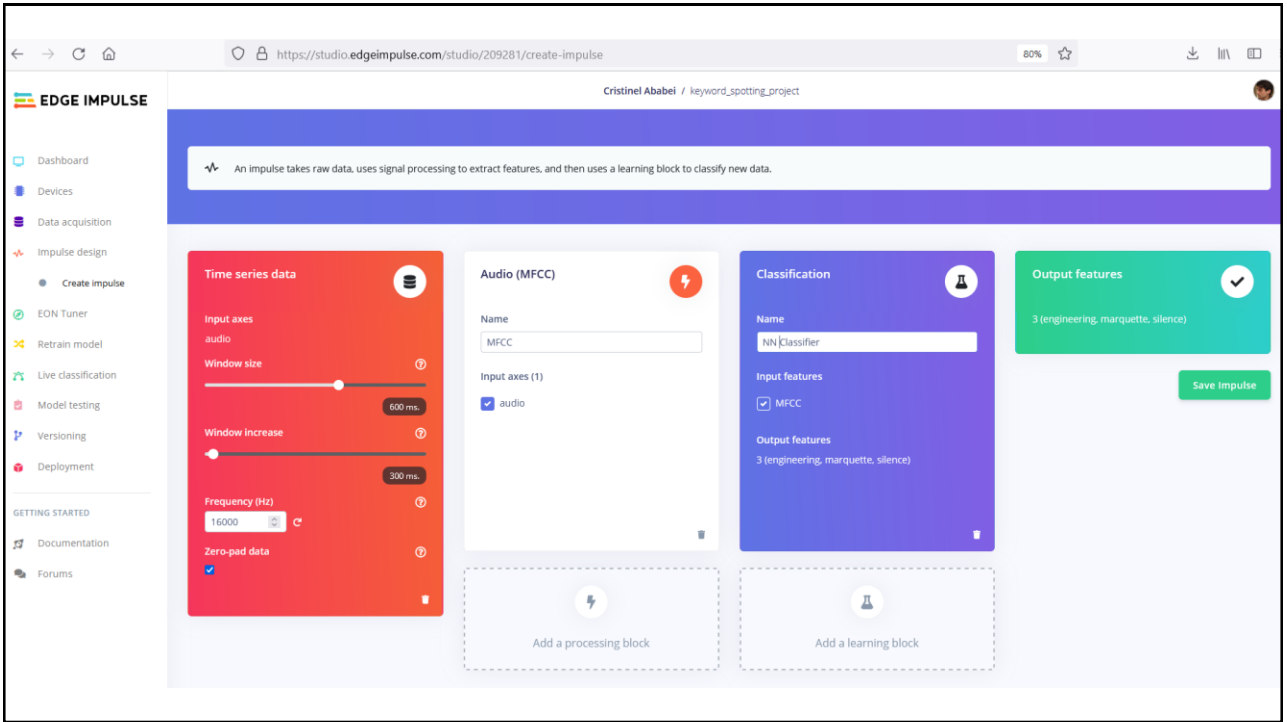 https://studio.edgeimpulse.com/studio/209281/create-impulse
80%
EDGE IMPULSE
Cristinel Ababei / keyword_spotting_project
Dashboard
Devices
Data acquisition
Impulse design
Create impulse
EON Tuner
Retrain model
Live classification
Model testing
Versioning
Deployment
GETTING STARTED
Documentation
Forums
An impulse takes raw data, uses signal processing to extract features, and then uses a learning block to classify new data.
Time series data
Input axes
audio
Window size
600 ms.
Window increase
300 ms.
Frequency (Hz)
16000
Zero-pad data
Audio (MFCC)
Name
MFCC
Input axes (1)
audio
Add a processing block
Classification
Name
NN Classifier
Input features
MFCC
Output features
3 (engineering, marquette, silence)
Add a learning block
Output features
3 (engineering, marquette, silence)
Save Impulse